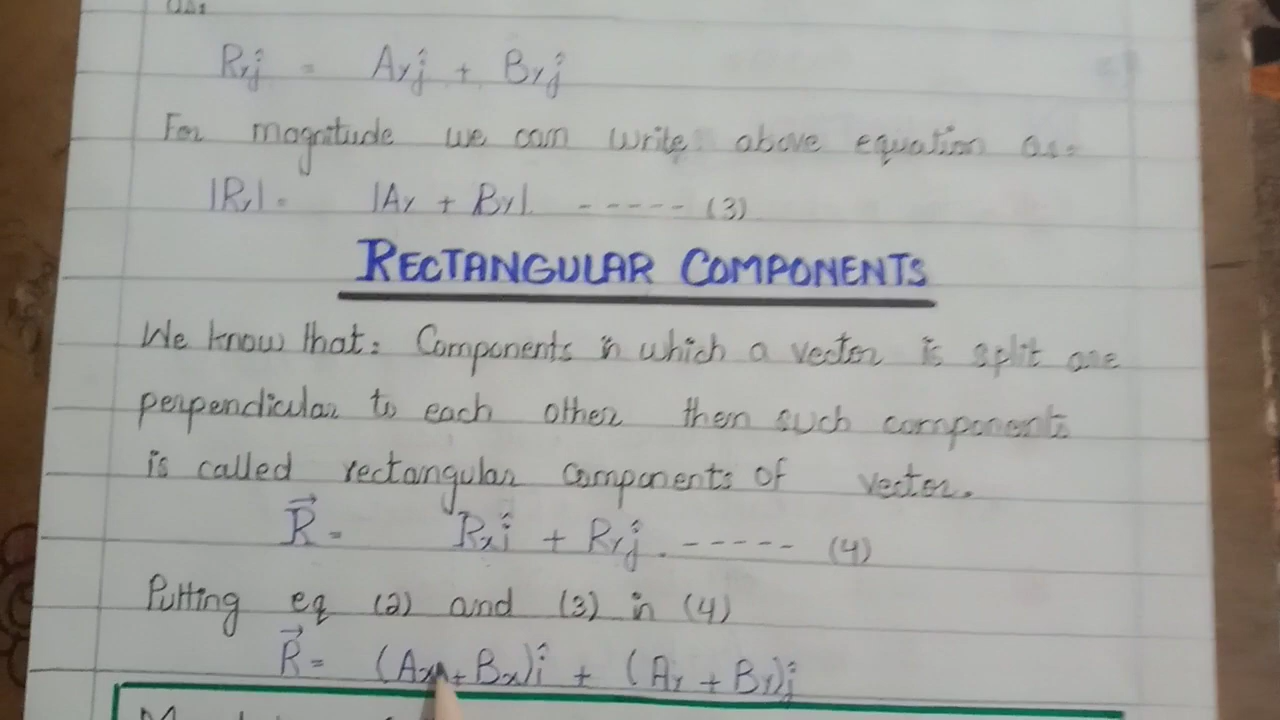 as:
Ryĵ = Ayĵ + Byĵ
For magnitude we can write above equation as:
|Ry| = |Ay + By| ----- (3)
RECTANGULAR COMPONENTS
We know that: Components in which a vector is split are
perpendicular to each other then such components
is called rectangular components of vector.
R⃗ = Rxî + Ryĵ ----- (4)
Putting eq (2) and (3) in (4)
R⃗ = (Ax + Bx)î + (Ay + By)ĵ